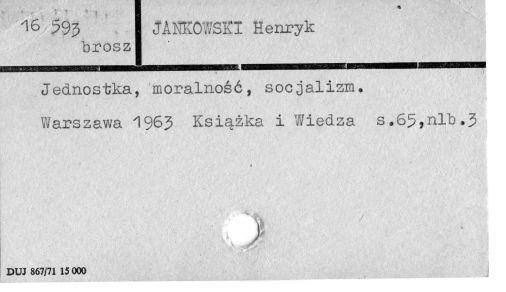 16 593
brosz
JANKOWSKI Henryk
Jednostka, moralność, socjalizm.
Warszawa 1963 Książka i Wiedza s.65,nlb.3
DUJ 867/71 15 000